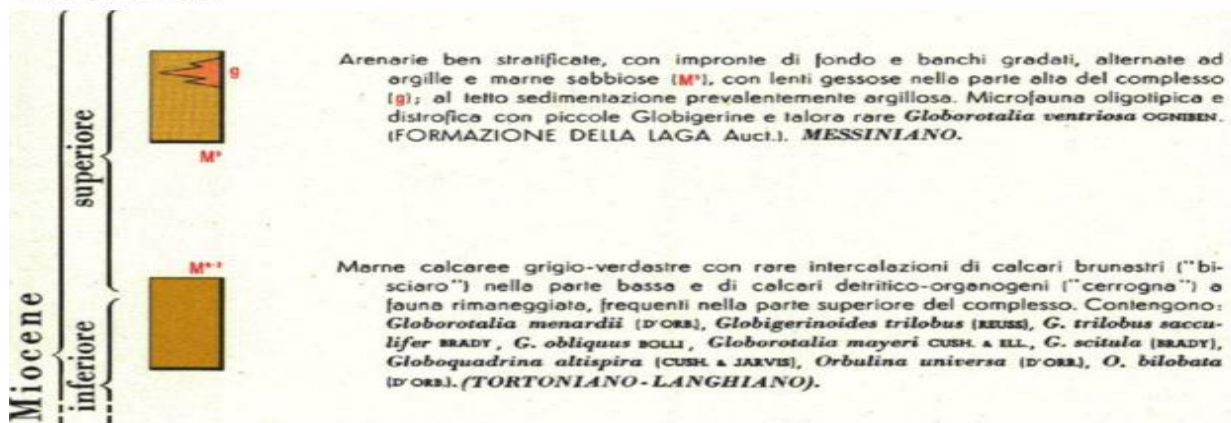 Arenarie ben stratificate, con impronte di fondo e banchi gradati, alternate ad
argille e marne sabbiose (M⁵), con lenti gessose nella parte alta del complesso
(g); al tetto sedimentazione prevalentemente argillosa. Microfauna oligotipica e
distrofica con piccole Globigerine e talora rare Globorotalia ventriosa OGNIBEN.
(FORMAZIONE DELLA LAGA Auct.). MESSINIANO.
g
superiore
Marne calcaree grigio-verdastre con rare intercalazioni di calcari brunastri ("bi-
sciaro") nella parte bassa e di calcari detritico-organogeni ("cerrogna") a
fauna rimaneggiata, frequenti nella parte superiore del complesso. Contengono:
Globorotalia menardii (D'ORB.), Globigerinoides trilobus (REUSS), G. trilobus saccu-
lifer BRADY, G. obliquus BOLLI, Globorotalia mayeri CUSH. & ELL, G. scitula (BRADY),
Globoquadrina altispira (CUSH. & JARVIS), Orbulina universa (D'ORB.), O. bilobata
(D'ORB.). (TORTONIANO-LANGHIANO).
inferiore
Miocene